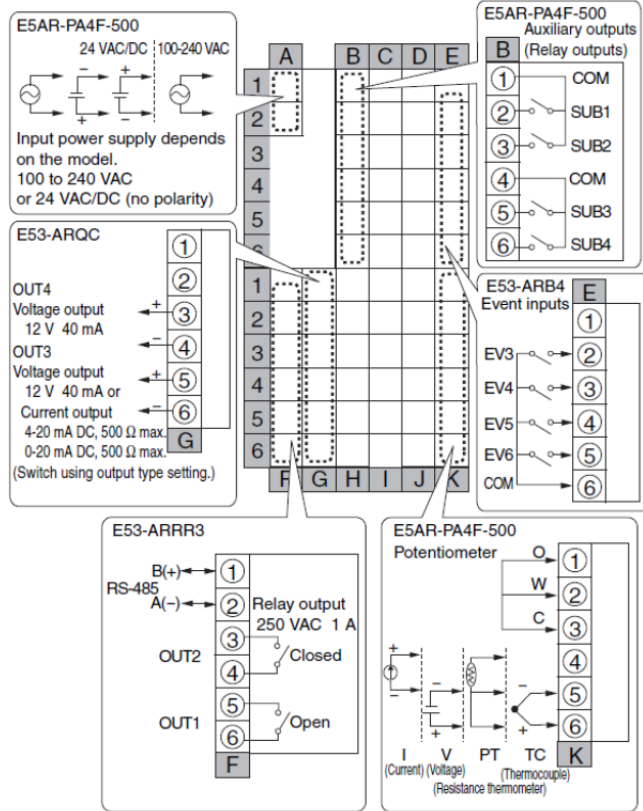 E5AR-PA4F-500
24 VAC/DC 100-240 VAC
− +
+ −
Input power supply depends
on the model.
100 to 240 VAC
or 24 VAC/DC (no polarity)
A B C D E
1
2
3
4
5
6
1
2
3
4
5
6
F G H I J K
E5AR-PA4F-500
Auxiliary outputs
(Relay outputs)
B
1 COM
2 SUB1
3 SUB2
4 COM
5 SUB3
6 SUB4
E53-ARQC
1
2
OUT4
Voltage output + 3
12 V 40 mA
− 4
OUT3
Voltage output + 5
12 V 40 mA or
Current output − 6
4-20 mA DC, 500 Ω max.
0-20 mA DC, 500 Ω max.
G
(Switch using output type setting.)
E53-ARB4
Event inputs
E
1
EV3 2
EV4 3
EV5 4
EV6 5
COM 6
E53-ARRR3
B(+) 1
RS-485
A(−) 2
Relay output
250 VAC 1 A
3
OUT2 Closed
4
5
OUT1 Open
6
F
E5AR-PA4F-500
Potentiometer
O 1
W 2
C 3
4
+ − − 5
− + + 6
I V PT TC K
(Current) (Voltage) (Thermocouple)
(Resistance thermometer)